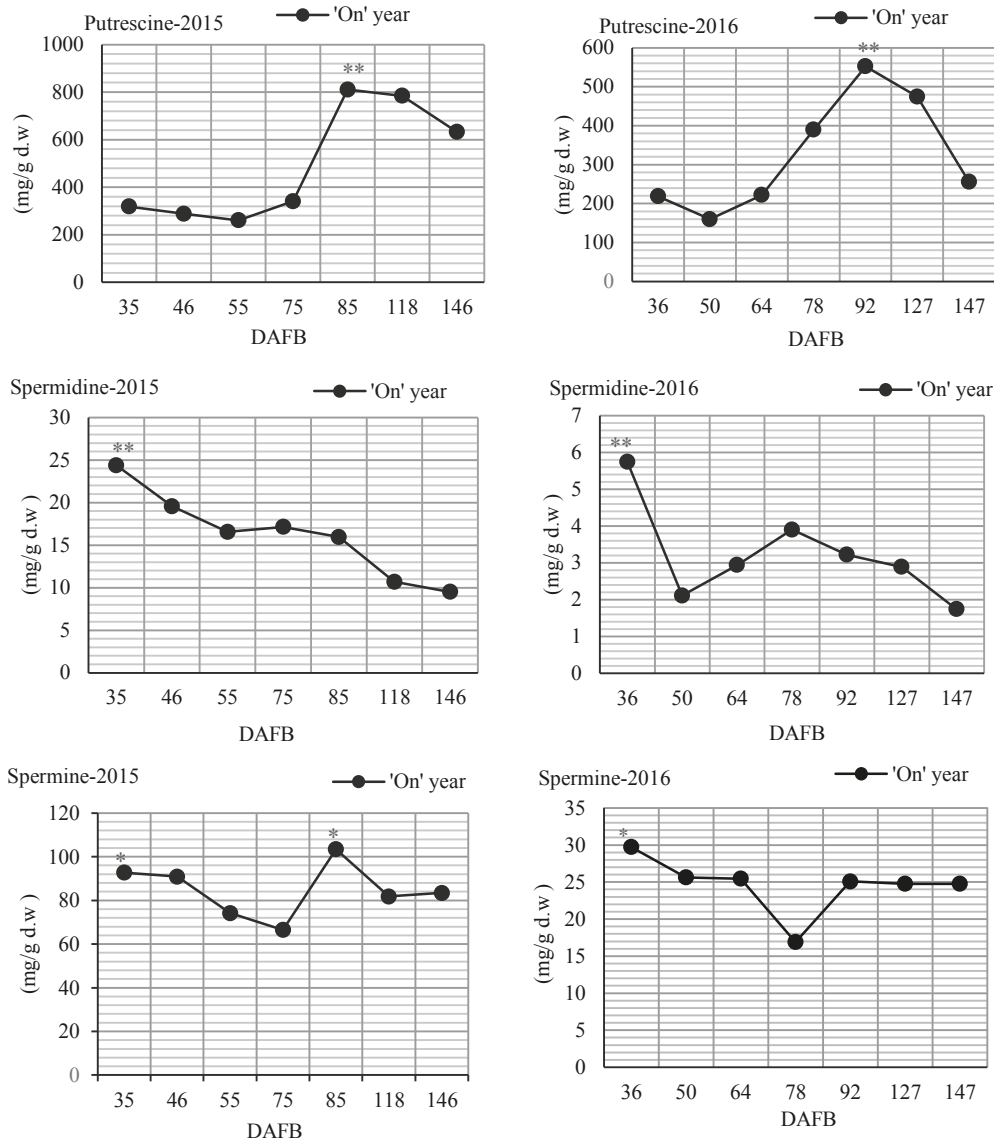 Putrescine-2015
'On' year
(mg/g d.w )
1000
**
800
600
400
200
0
35 46 55 75 85 118 146
DAFB
Putrescine-2016
'On' year
(mg/g d.w )
600
**
500
400
300
200
100
0
36 50 64 78 92 127 147
DAFB
Spermidine-2015
'On' year
(mg/g d.w )
30
25
**
20
15
10
5
0
35 46 55 75 85 118 146
DAFB
Spermidine-2016
'On' year
(mg/g d.w )
7
**
6
5
4
3
2
1
0
36 50 64 78 92 127 147
DAFB
Spermine-2015
'On' year
(mg/g d.w )
120
* *
100
80
60
40
20
0
35 46 55 75 85 118 146
DAFB
Spermine-2016
'On' year
(mg/g d.w )
35
*
30
25
20
15
10
5
0
36 50 64 78 92 127 147
DAFB